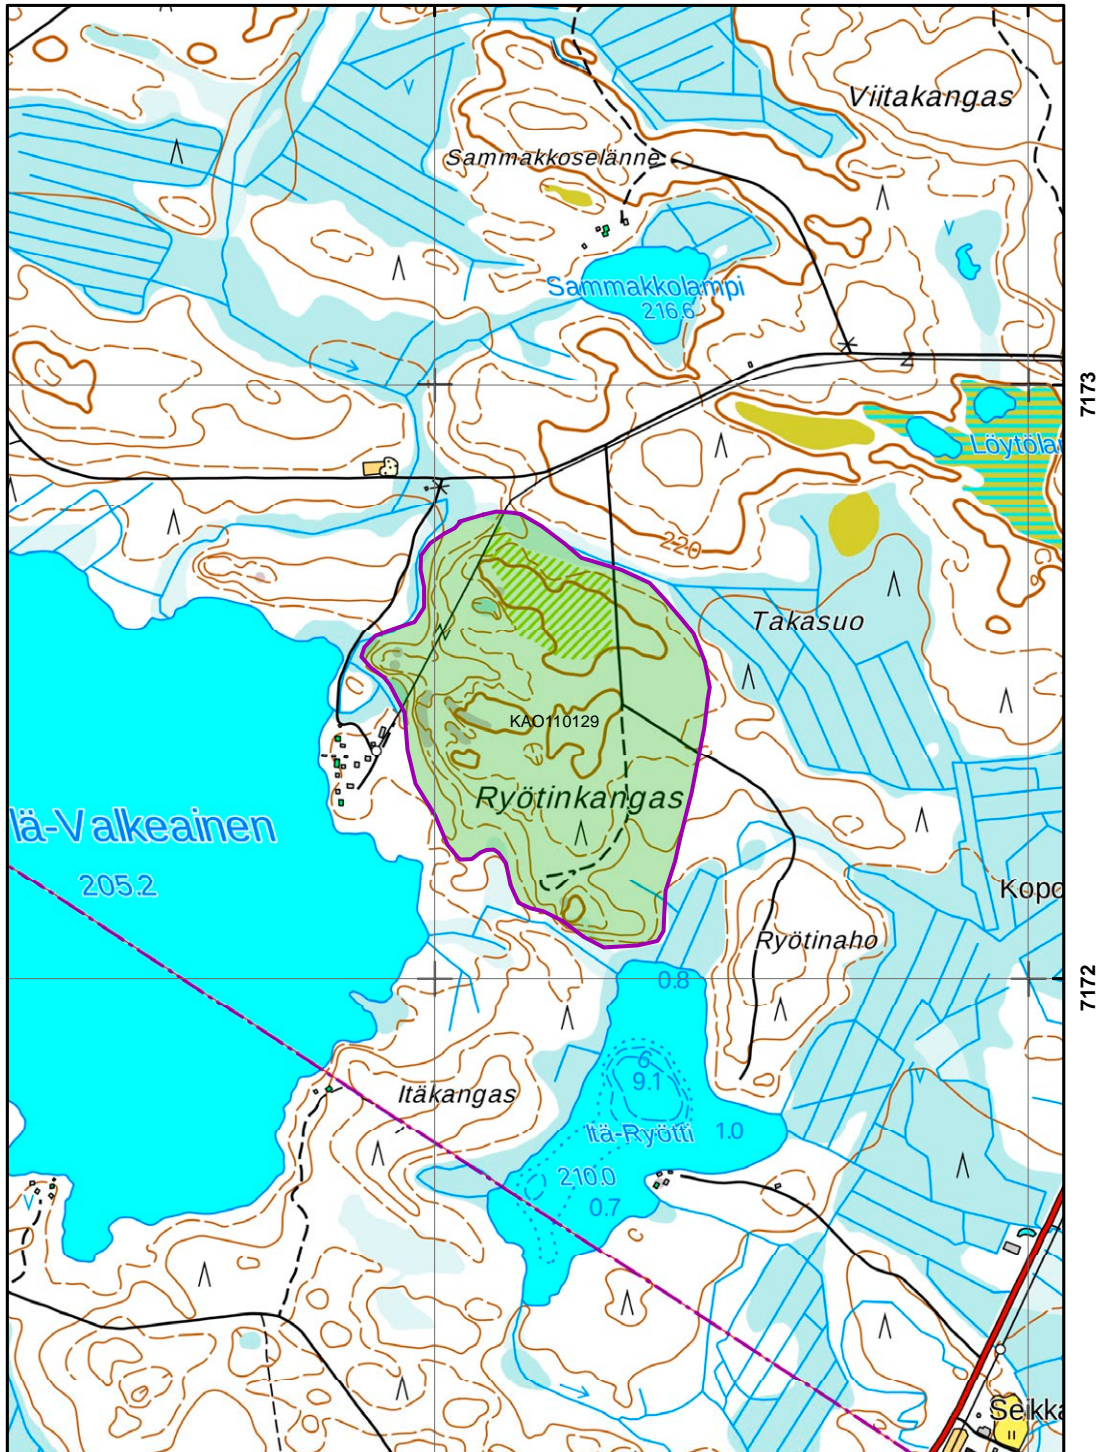 Viitakangas
Sammakkoselänne
Sammakkolampi
216.6
7173
Löytöla
220
Takasuo
KAO110129
Ryötinkangas
lä-Valkeainen
205.2
Kopo
Ryötinaho
7172
0.8
6
9.1
Itäkangas
Itä-Ryötti
1.0
210.0
0.7
Seikka